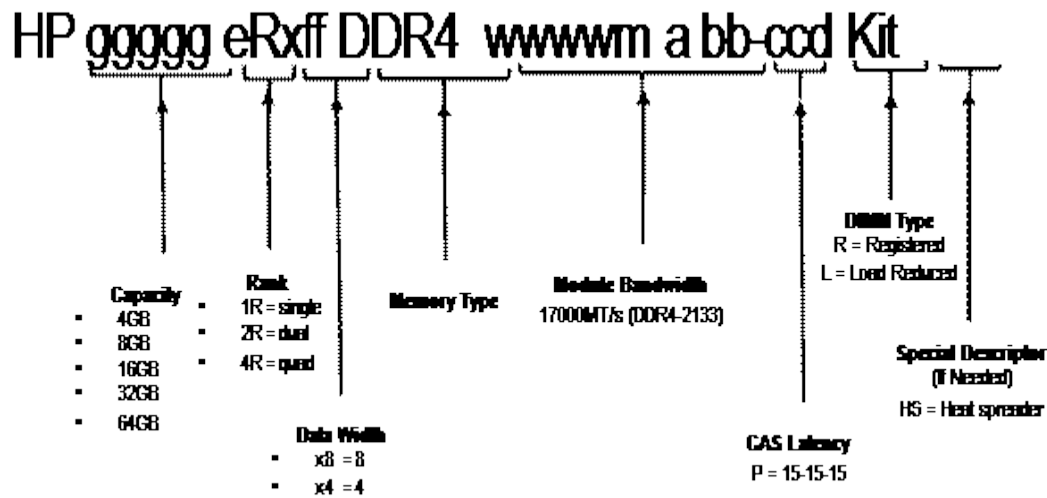 HP ggggg eRxff DDR4 wwwwm a bb-ccd Kit
Capacity
4GB
8GB
16GB
32GB
64GB
Rank
1R = single
2R = dual
4R = quad
Data Width
x8 = 8
x4 = 4
Memory Type
Module Bandwidth
17000MT/s (DDR4-2133)
CAS Latency
P = 15-15-15
DIMM Type
R = Registered
L = Load Reduced
Special Descriptor
(If Needed)
HS = Heat spreader